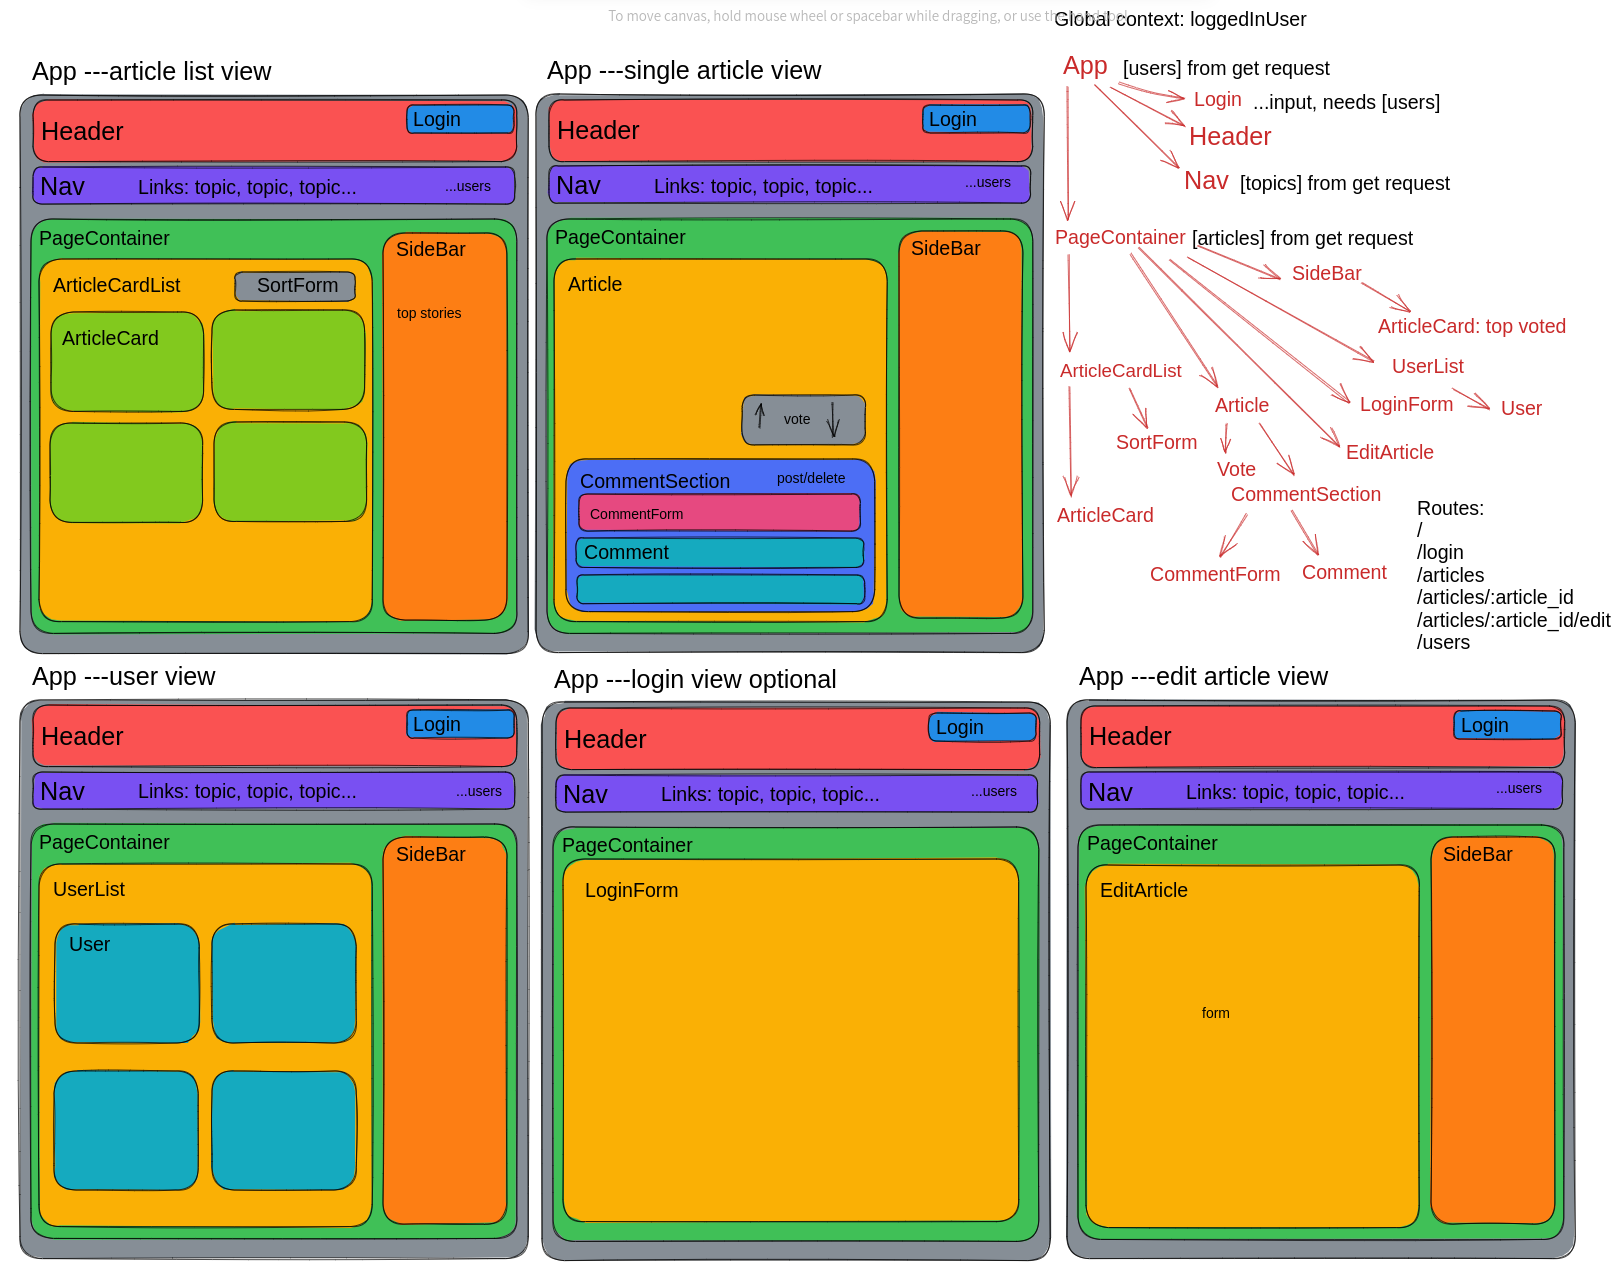 To move canvas, hold mouse wheel or spacebar while dragging, or use the hand tool
Global context: loggedInUser
App ---article list view
Header
Login
Nav
Links: topic, topic, topic...
...users
PageContainer
ArticleCardList
SortForm
ArticleCard
SideBar
top stories
App ---single article view
Header
Login
Nav
Links: topic, topic, topic...
...users
PageContainer
Article
vote
CommentSection
post/delete
CommentForm
Comment
SideBar
App
[users] from get request
Login
...input, needs [users]
Header
Nav
[topics] from get request
PageContainer
[articles] from get request
SideBar
ArticleCard: top voted
UserList
User
LoginForm
EditArticle
ArticleCardList
Article
SortForm
Vote
CommentSection
ArticleCard
CommentForm
Comment
Routes:
/
/login
/articles
/articles/:article_id
/articles/:article_id/edit
/users
App ---user view
Header
Login
Nav
Links: topic, topic, topic...
...users
PageContainer
UserList
User
SideBar
App ---login view optional
Header
Login
Nav
Links: topic, topic, topic...
...users
PageContainer
LoginForm
App ---edit article view
Header
Login
Nav
Links: topic, topic, topic...
...users
PageContainer
EditArticle
form
SideBar